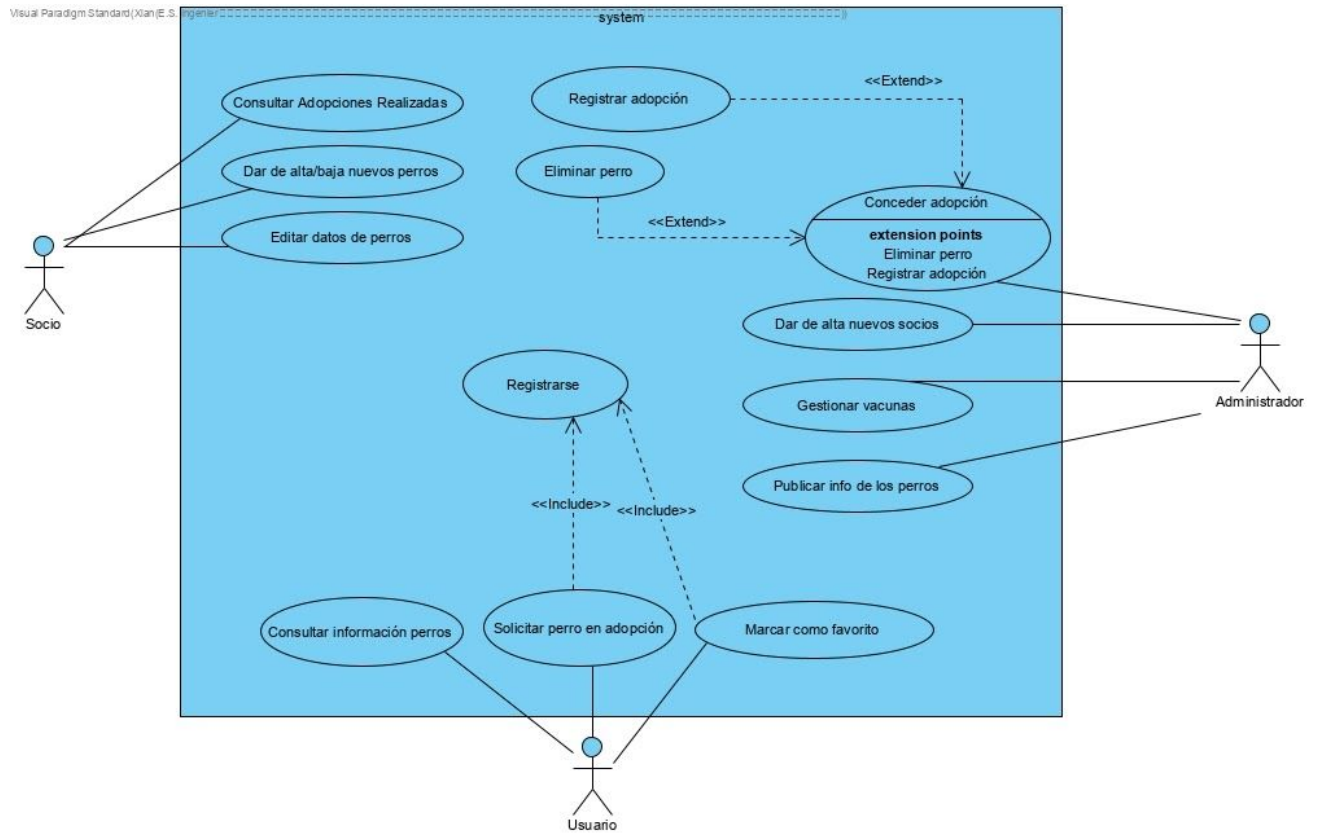 Visual Paradigm Standard(Xian(E.S. Ingenier
system
Consultar Adopciones Realizadas
Registrar adopción
<<Extend>>
Dar de alta/baja nuevos perros
Eliminar perro
Conceder adopción
<<Extend>>
extension points
Eliminar perro
Registrar adopción
Editar datos de perros
Socio
Dar de alta nuevos socios
Registrarse
Gestionar vacunas
Administrador
Publicar info de los perros
<<Include>>
<<Include>>
Consultar información perros
Solicitar perro en adopción
Marcar como favorito
Usuario